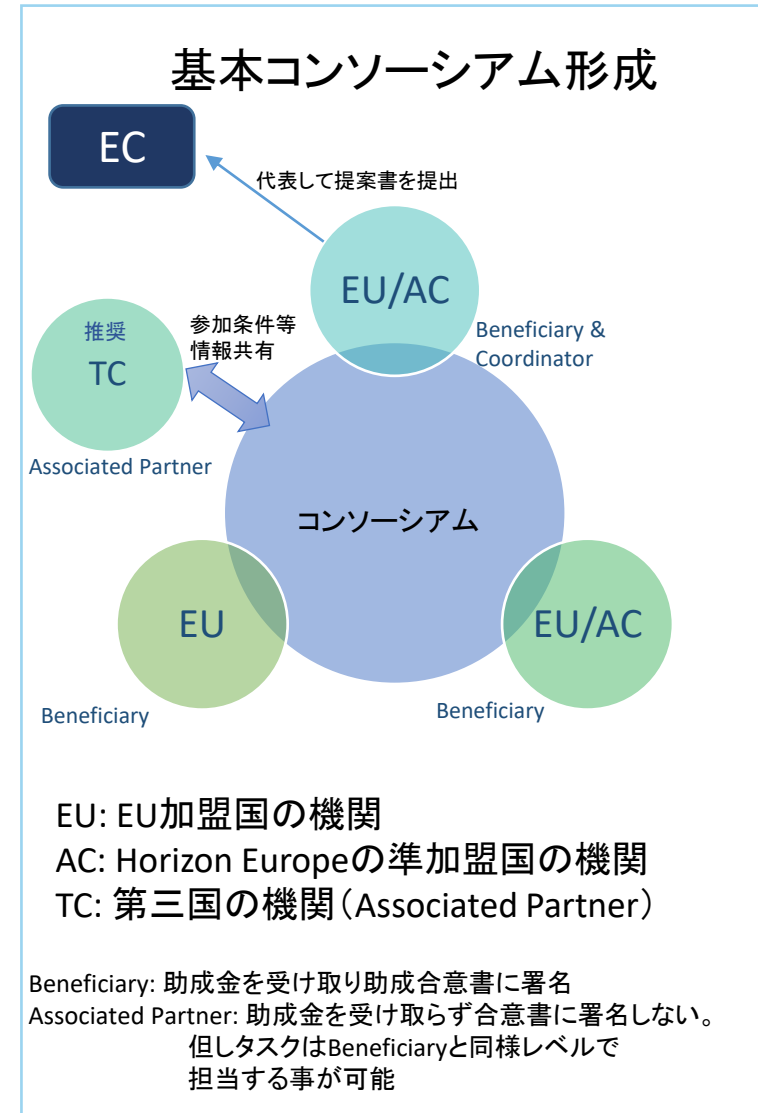 基本コンソーシアム形成
EC
代表して提案書を提出
EU/AC
Beneficiary &
Coordinator
推奨
TC
参加条件等
情報共有
Associated Partner
コンソーシアム
EU
EU/AC
Beneficiary
Beneficiary
EU: EU加盟国の機関
AC: Horizon Europeの準加盟国の機関
TC: 第三国の機関（Associated Partner）
Beneficiary: 助成金を受け取り助成合意書に署名
Associated Partner: 助成金を受け取らず合意書に署名しない。
但しタスクはBeneficiaryと同様レベルで
担当する事が可能